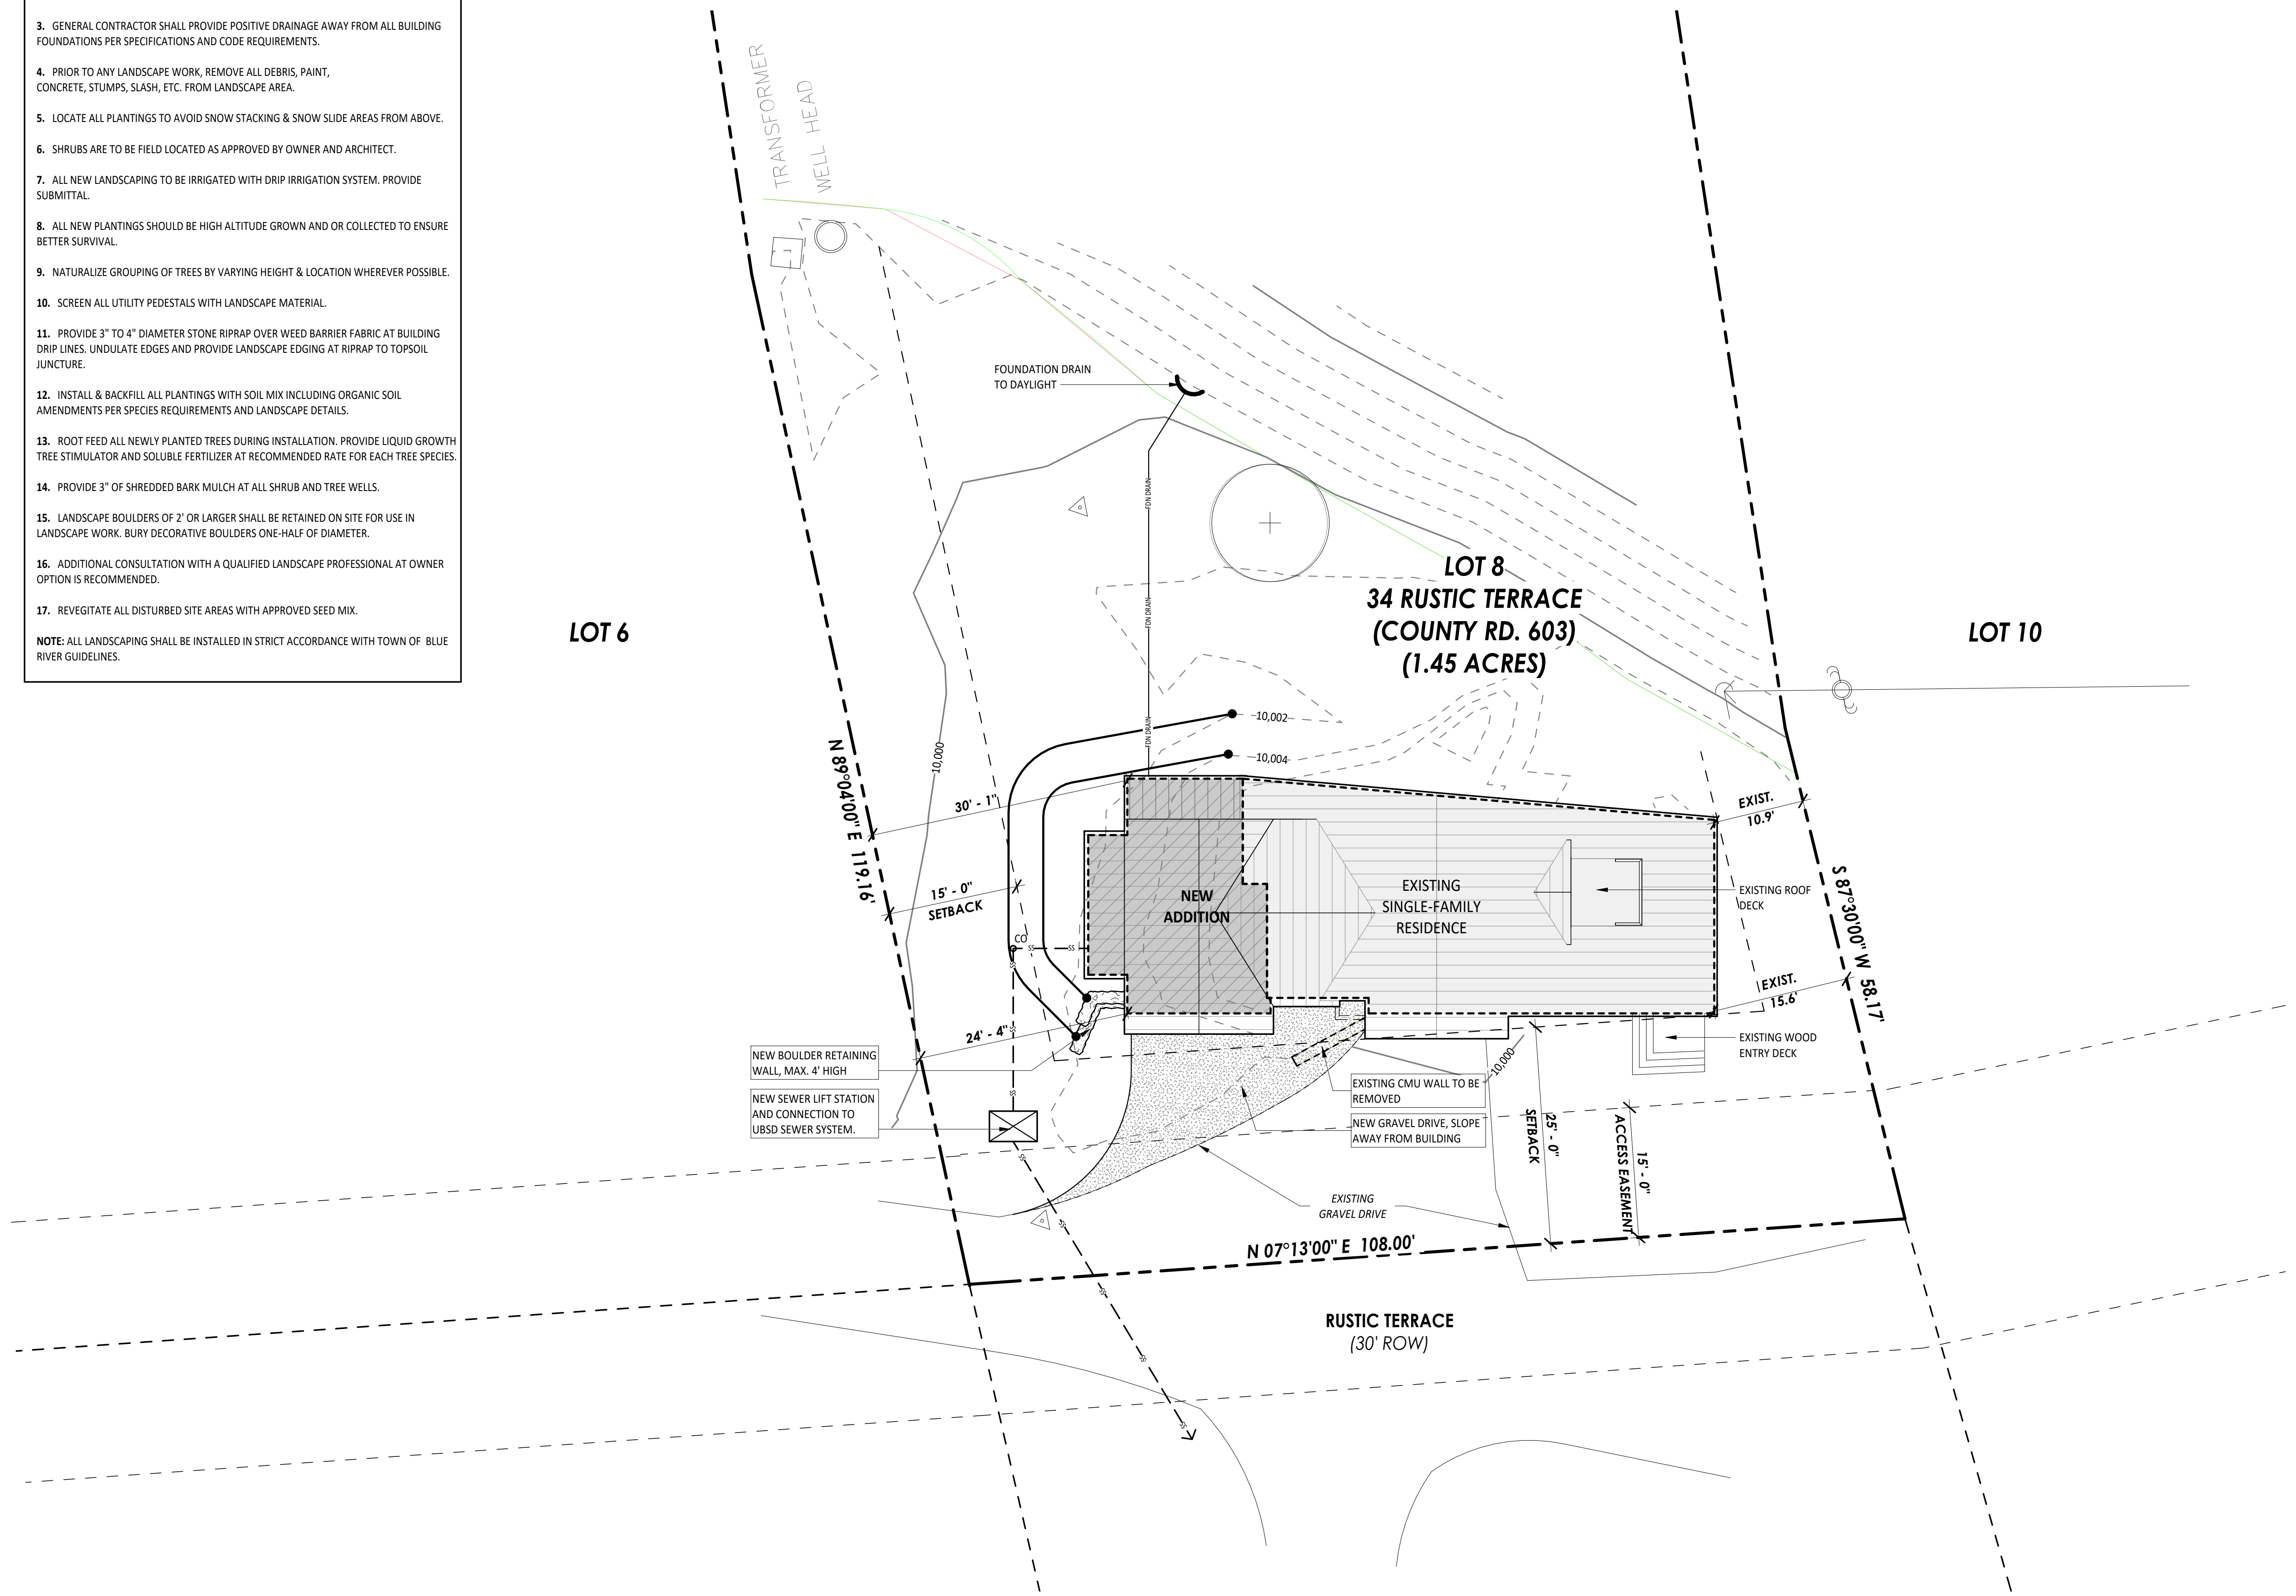 3. GENERAL CONTRACTOR SHALL PROVIDE POSITIVE DRAINAGE AWAY FROM ALL BUILDING
FOUNDATIONS PER SPECIFICATIONS AND CODE REQUIREMENTS.
4. PRIOR TO ANY LANDSCAPE WORK, REMOVE ALL DEBRIS, PAINT,
CONCRETE, STUMPS, SLASH, ETC. FROM LANDSCAPE AREA.
5. LOCATE ALL PLANTINGS TO AVOID SNOW STACKING & SNOW SLIDE AREAS FROM ABOVE.
6. SHRUBS ARE TO BE FIELD LOCATED AS APPROVED BY OWNER AND ARCHITECT.
7. ALL NEW LANDSCAPING TO BE IRRIGATED WITH DRIP IRRIGATION SYSTEM. PROVIDE
SUBMITTAL.
8. ALL NEW PLANTINGS SHOULD BE HIGH ALTITUDE GROWN AND OR COLLECTED TO ENSURE
BETTER SURVIVAL.
9. NATURALIZE GROUPING OF TREES BY VARYING HEIGHT & LOCATION WHEREVER POSSIBLE.
10. SCREEN ALL UTILITY PEDESTALS WITH LANDSCAPE MATERIAL.
11. PROVIDE 3" TO 4" DIAMETER STONE RIPRAP OVER WEED BARRIER FABRIC AT BUILDING
DRIP LINES. UNDULATE EDGES AND PROVIDE LANDSCAPE EDGING AT RIPRAP TO TOPSOIL
JUNCTURE.
12. INSTALL & BACKFILL ALL PLANTINGS WITH SOIL MIX INCLUDING ORGANIC SOIL
AMENDMENTS PER SPECIES REQUIREMENTS AND LANDSCAPE DETAILS.
13. ROOT FEED ALL NEWLY PLANTED TREES DURING INSTALLATION. PROVIDE LIQUID GROWTH
TREE STIMULATOR AND SOLUBLE FERTILIZER AT RECOMMENDED RATE FOR EACH TREE SPECIES.
14. PROVIDE 3" OF SHREDDED BARK MULCH AT ALL SHRUB AND TREE WELLS.
15. LANDSCAPE BOULDERS OF 2' OR LARGER SHALL BE RETAINED ON SITE FOR USE IN
LANDSCAPE WORK. BURY DECORATIVE BOULDERS ONE-HALF OF DIAMETER.
16. ADDITIONAL CONSULTATION WITH A QUALIFIED LANDSCAPE PROFESSIONAL AT OWNER
OPTION IS RECOMMENDED.
17. REVEGITATE ALL DISTURBED SITE AREAS WITH APPROVED SEED MIX.
NOTE: ALL LANDSCAPING SHALL BE INSTALLED IN STRICT ACCORDANCE WITH TOWN OF BLUE
RIVER GUIDELINES.
TRANSFORMER
WELL HEAD
FOUNDATION DRAIN
TO DAYLIGHT
FDN DRAIN
FDN DRAIN
FDN DRAIN
LOT 6
LOT 8
34 RUSTIC TERRACE
(COUNTY RD. 603)
(1.45 ACRES)
LOT 10
10,002
10,004
10,000
N 89°04'00" E 119.16'
30' - 1"
15' - 0"
SETBACK
24' - 4"
CO
SS
SS
SS
SS
SS
NEW
ADDITION
EXISTING
SINGLE-FAMILY
RESIDENCE
EXIST.
10.9'
EXISTING ROOF
DECK
S 87°30'00" W 58.17'
EXIST.
15.6'
EXISTING WOOD
ENTRY DECK
NEW BOULDER RETAINING
WALL, MAX. 4' HIGH
NEW SEWER LIFT STATION
AND CONNECTION TO
UBSD SEWER SYSTEM.
10,000
EXISTING CMU WALL TO BE
REMOVED
NEW GRAVEL DRIVE, SLOPE
AWAY FROM BUILDING
25' - 0"
SETBACK
15' - 0"
ACCESS EASEMENT
EXISTING
GRAVEL DRIVE
SS
SS
SS
SS
SS
N 07°13'00" E 108.00'
RUSTIC TERRACE
(30' ROW)